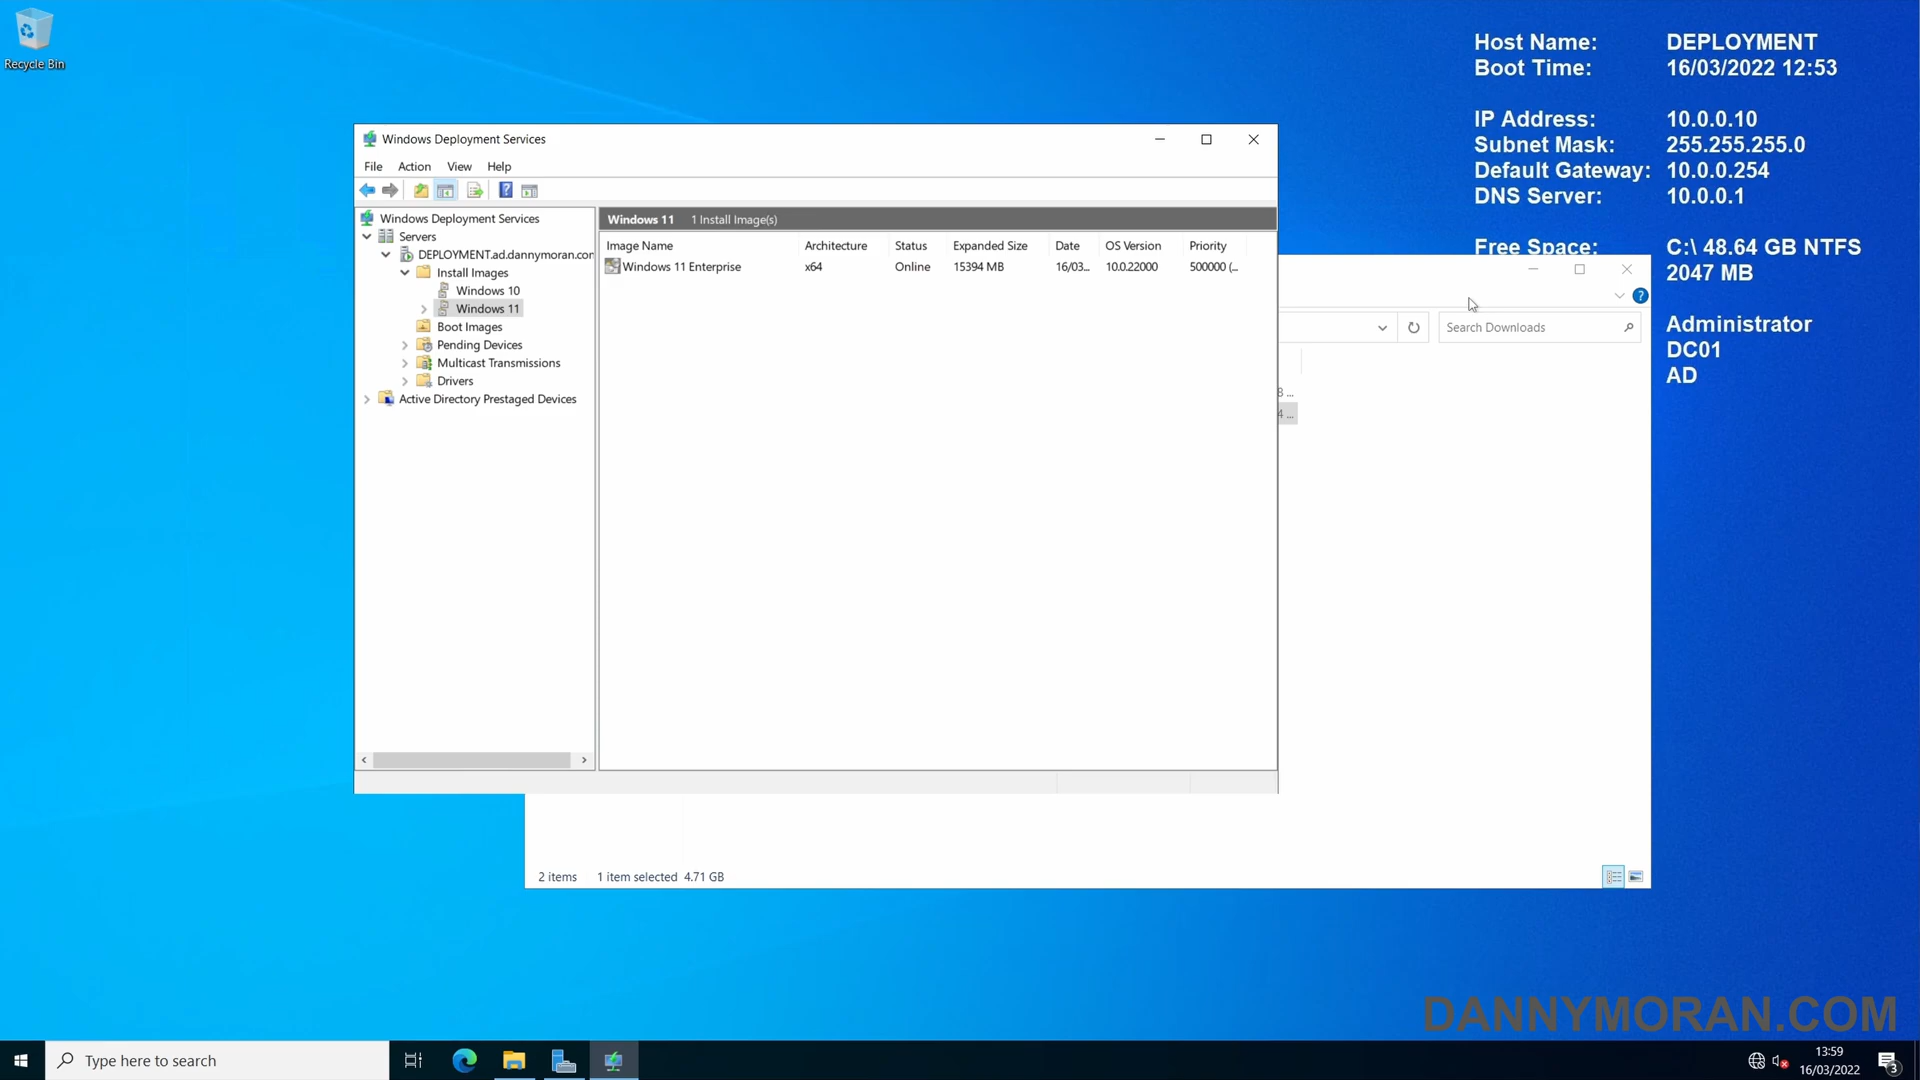 Recycle Bin
Host Name: DEPLOYMENT
Boot Time: 16/03/2022 12:53
IP Address: 10.0.0.10
Subnet Mask: 255.255.255.0
Default Gateway: 10.0.0.254
DNS Server: 10.0.0.1
Free Space: C:\ 48.64 GB NTFS
2047 MB
Administrator
DC01
AD
Windows Deployment Services
File Action View Help
Windows Deployment Services
Servers
DEPLOYMENT.ad.dannymoran.con
Install Images
Windows 10
Windows 11
Boot Images
Pending Devices
Multicast Transmissions
Drivers
Active Directory Prestaged Devices
Windows 11 1 Install Image(s)
Image Name Architecture Status Expanded Size Date OS Version Priority
Windows 11 Enterprise x64 Online 15394 MB 16/03... 10.0.22000 500000 (...
Search Downloads
8 ...
4 ...
2 items 1 item selected 4.71 GB
DANNYMORAN.COM
Type here to search
13:59
16/03/2022
3